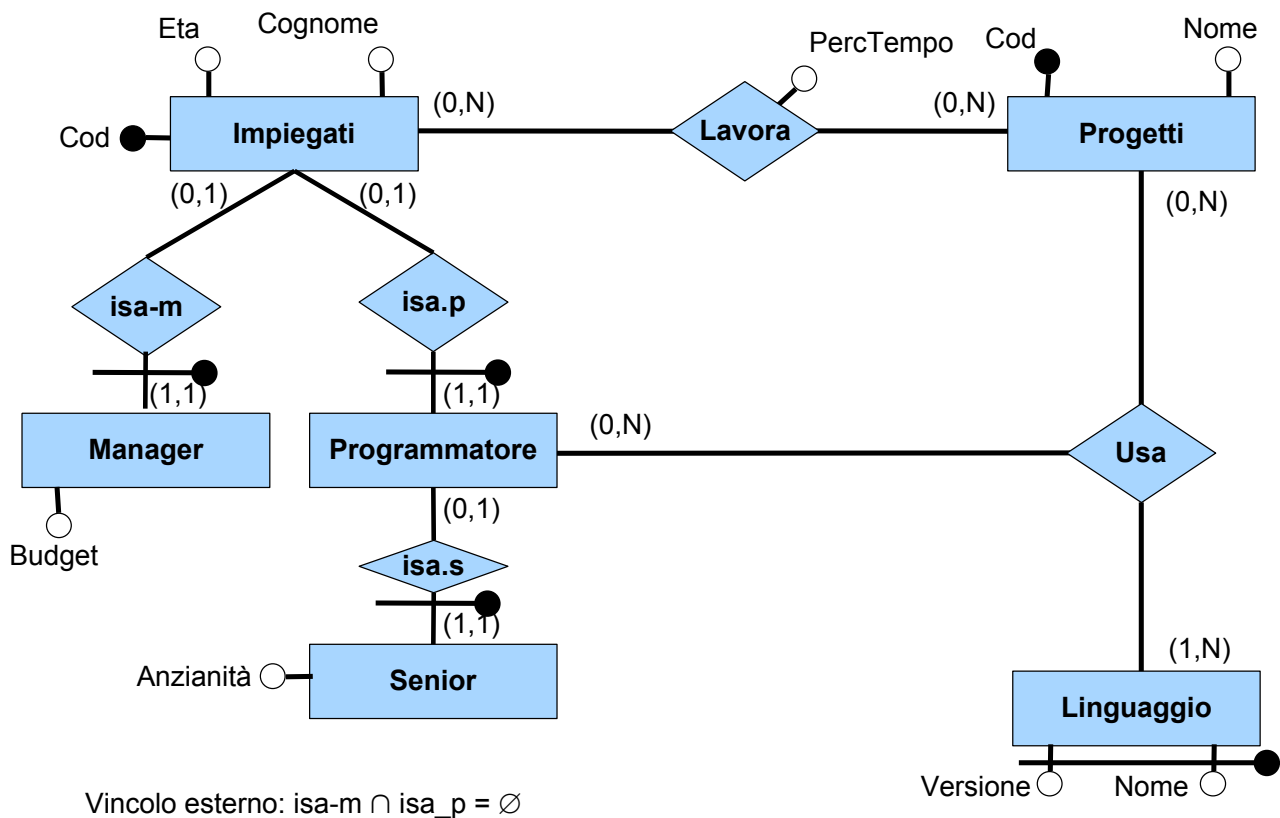 Eta
Cognome
PercTempo
Cod
Nome
(0,N)
(0,N)
Cod
Impiegati
Lavora
Progetti
(0,1)
(0,1)
(0,N)
isa-m
isa.p
(1,1)
(1,1)
Manager
Programmatore
(0,N)
Usa
Budget
(0,1)
isa.s
(1,1)
Anzianità
Senior
(1,N)
Linguaggio
Versione
Nome
Vincolo esterno: isa-m ∩ isa_p = ∅